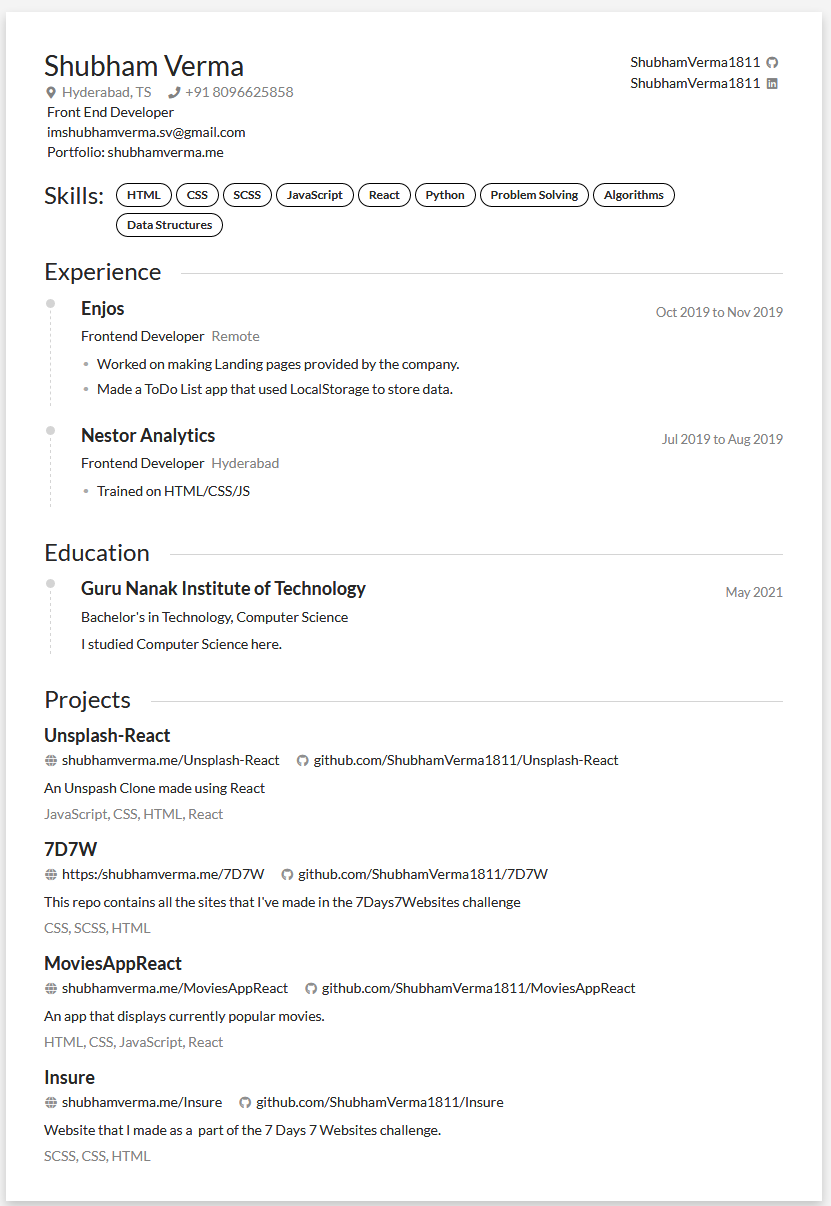 Shubham Verma
ShubhamVerma1811
Hyderabad, TS +91 8096625858
ShubhamVerma1811
Front End Developer
imshubhamverma.sv@gmail.com
Portfolio: shubhamverma.me
Skills: HTML CSS SCSS JavaScript React Python Problem Solving Algorithms
Data Structures
Experience
Enjos Oct 2019 to Nov 2019
Frontend Developer Remote
• Worked on making Landing pages provided by the company.
• Made a ToDo List app that used LocalStorage to store data.
Nestor Analytics Jul 2019 to Aug 2019
Frontend Developer Hyderabad
• Trained on HTML/CSS/JS
Education
Guru Nanak Institute of Technology May 2021
Bachelor's in Technology, Computer Science
I studied Computer Science here.
Projects
Unsplash-React
shubhamverma.me/Unsplash-React github.com/ShubhamVerma1811/Unsplash-React
An Unspash Clone made using React
JavaScript, CSS, HTML, React
7D7W
https:/shubhamverma.me/7D7W github.com/ShubhamVerma1811/7D7W
This repo contains all the sites that I've made in the 7Days7Websites challenge
CSS, SCSS, HTML
MoviesAppReact
shubhamverma.me/MoviesAppReact github.com/ShubhamVerma1811/MoviesAppReact
An app that displays currently popular movies.
HTML, CSS, JavaScript, React
Insure
shubhamverma.me/Insure github.com/ShubhamVerma1811/Insure
Website that I made as a  part of the 7 Days 7 Websites challenge.
SCSS, CSS, HTML